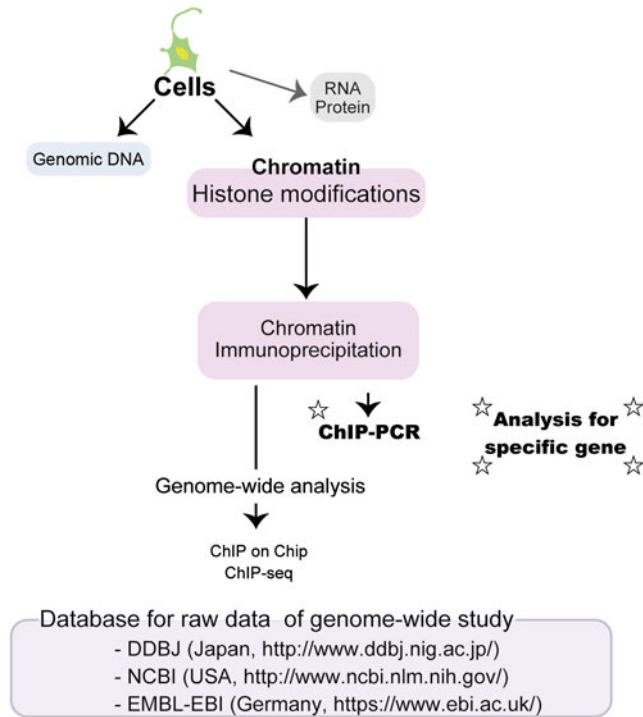 Cells
RNA
Protein
Genomic DNA
Chromatin
Histone modifications
Chromatin
Immunoprecipitation
☆ ChIP-PCR
☆ Analysis for ☆
☆ specific gene ☆
Genome-wide analysis
ChIP on Chip
ChIP-seq
Database for raw data of genome-wide study
- DDBJ (Japan, http://www.ddbj.nig.ac.jp/)
- NCBI (USA, http://www.ncbi.nlm.nih.gov/)
- EMBL-EBI (Germany, https://www.ebi.ac.uk/)